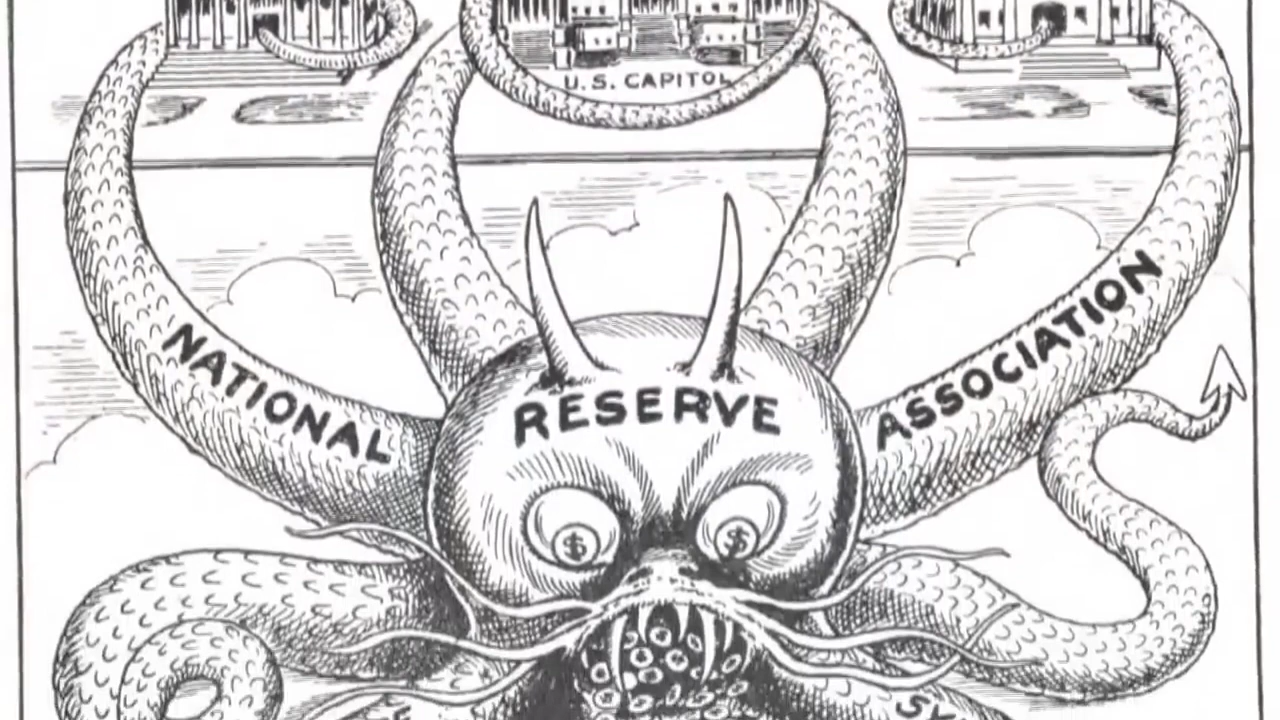 U.S. CAPITOL
NATIONAL
RESERVE
ASSOCIATION
$ $